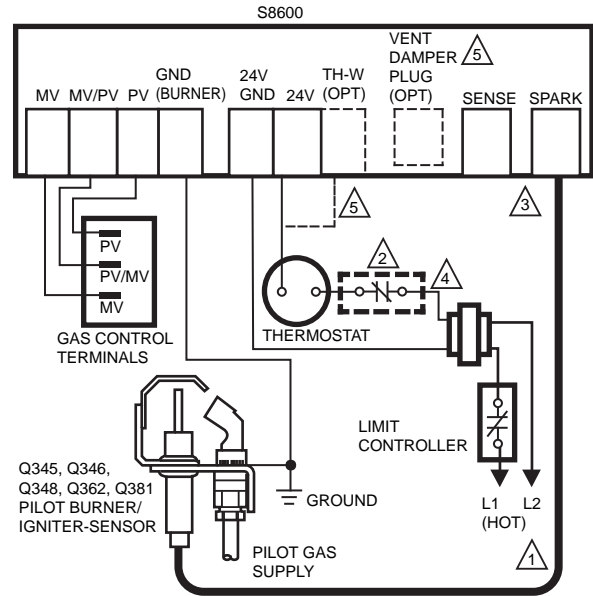 S8600
VENT
DAMPER
PLUG
(OPT)
5
MV MV/PV PV
GND
(BURNER)
24V
GND
24V
TH-W
(OPT)
SENSE
SPARK
5
3
2
4
PV
PV/MV
MV
GAS CONTROL
TERMINALS
THERMOSTAT
LIMIT
CONTROLLER
Q345, Q346,
Q348, Q362, Q381
PILOT BURNER/
IGNITER-SENSOR
GROUND
PILOT GAS
SUPPLY
L1
(HOT)
L2
1